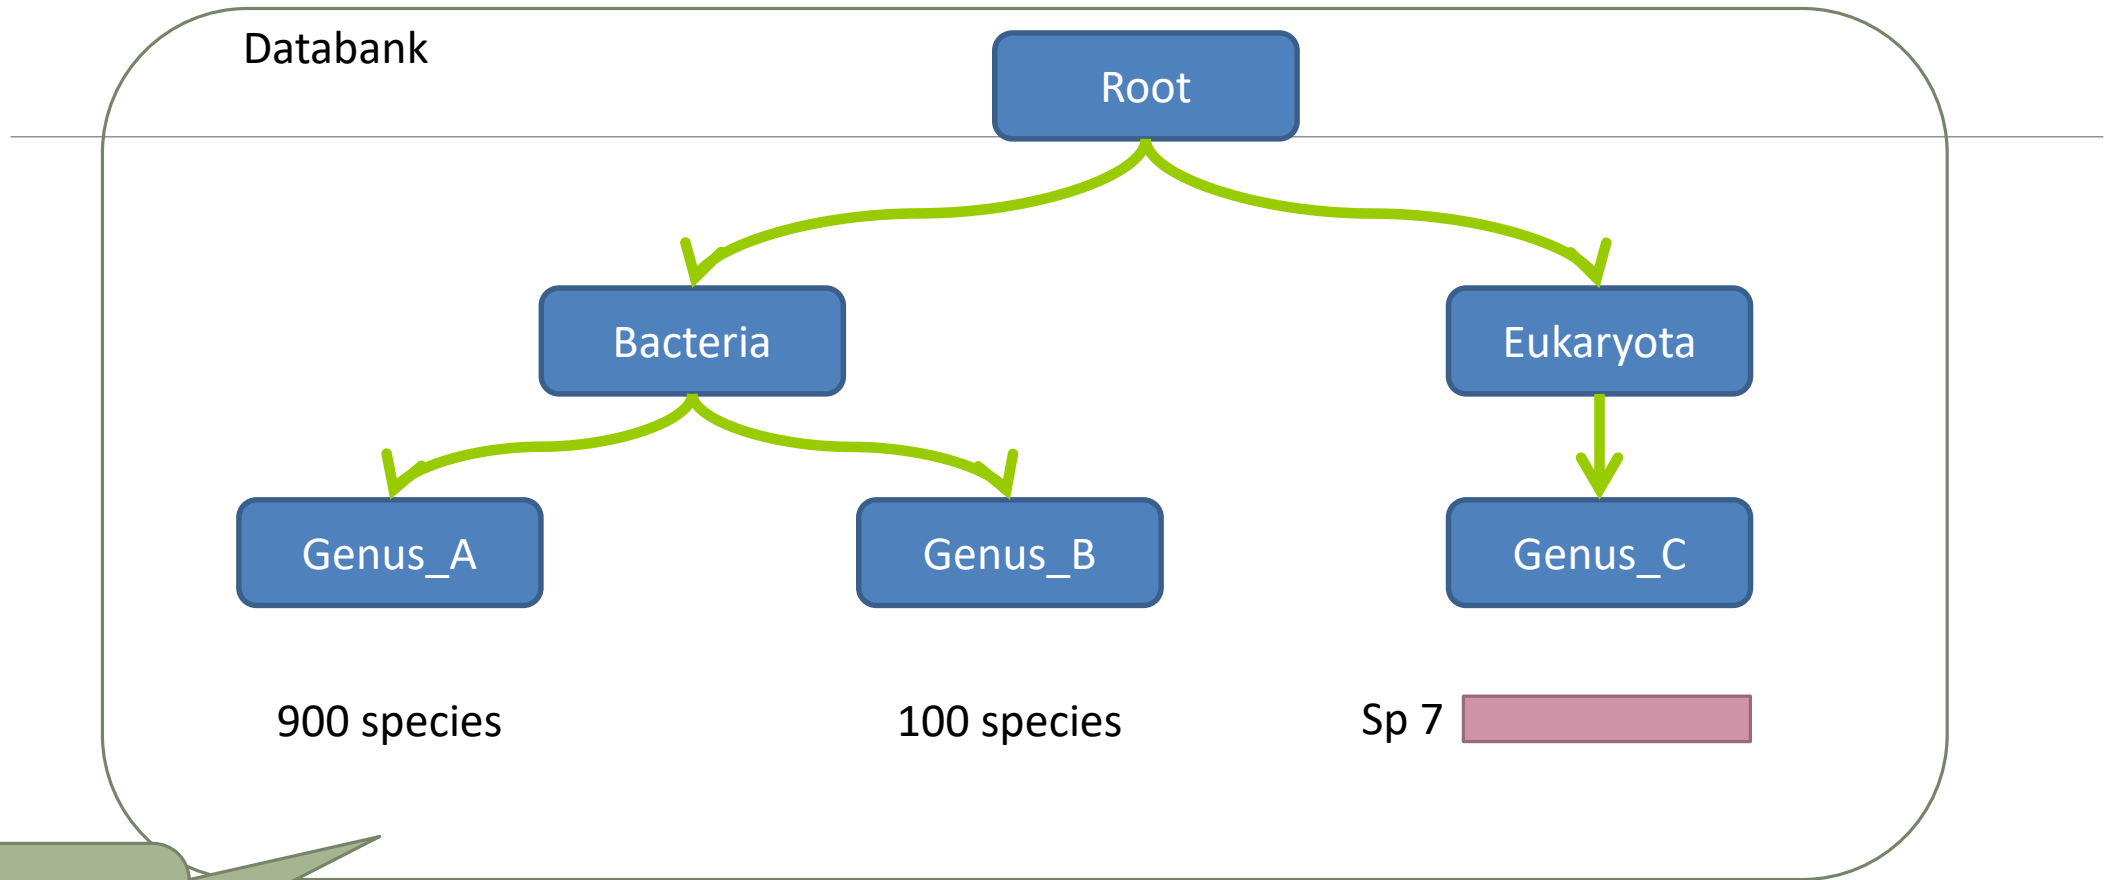 Databank
Root
Bacteria
Eukaryota
Genus_A
Genus_B
Genus_C
900 species
100 species
Sp 7